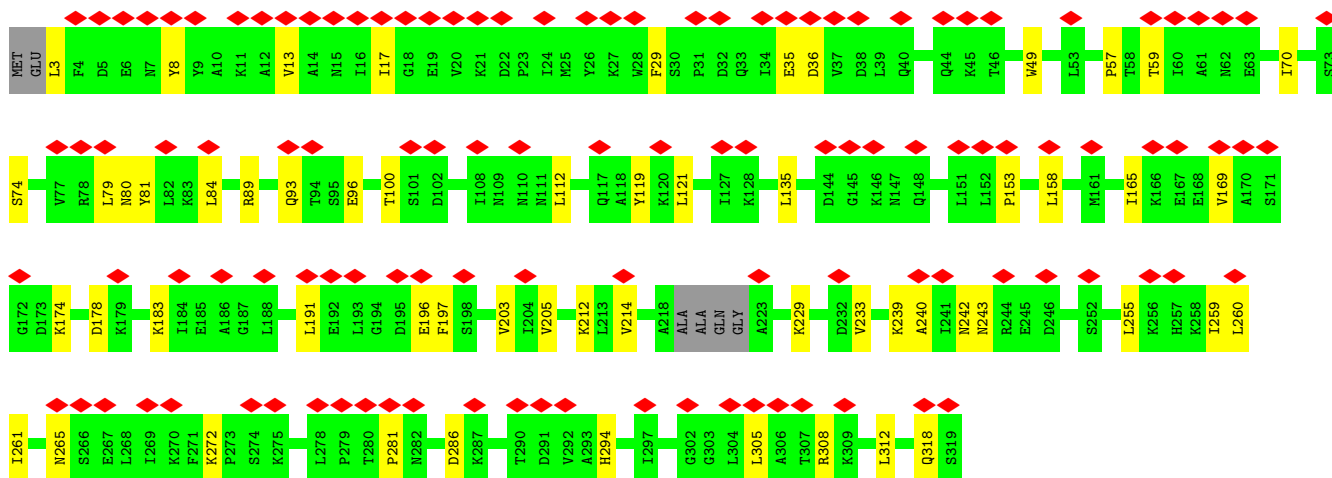 MET GLU L3 F4 D5 E6 N7 Y8 Y9 A10 K11 A12 V13 A14 N15 I16 I17 G18 E19 V20 K21 D22 P23 I24 M25 Y26 K27 W28 F29 S30 P31 D32 Q33 I34 E35 D36 V37 D38 L39 Q40 Q44 K45 T46 W49 L53 P57 T58 T59 I60 A61 N62 E63 I70 S73
S74 V77 R78 L79 N80 Y81 L82 K83 L84 R89 Q93 T94 S95 E96 T100 S101 D102 I108 N109 N110 N111 L112 Q117 A118 Y119 K120 L121 I127 K128 L135 D144 G145 K146 N147 Q148 L151 L152 P153 L158 M161 I165 K166 E167 E168 V169 A170 S171
G172 D173 K174 D178 K179 K183 I184 E185 A186 G187 L188 L191 E192 L193 G194 D195 E196 F197 S198 V203 I204 V205 K212 L213 V214 A218 ALA ALA GLN GLY A223 K229 D232 V233 K239 A240 I241 N242 N243 R244 E245 D246 S252 L255 K256 H257 K258 I259 L260
I261 N265 S266 E267 L268 I269 K270 F271 K272 P273 S274 K275 L278 P279 T280 P281 N282 D286 K287 T290 D291 V292 A293 H294 I297 G302 G303 L304 L305 A306 T307 R308 K309 L312 Q318 S319